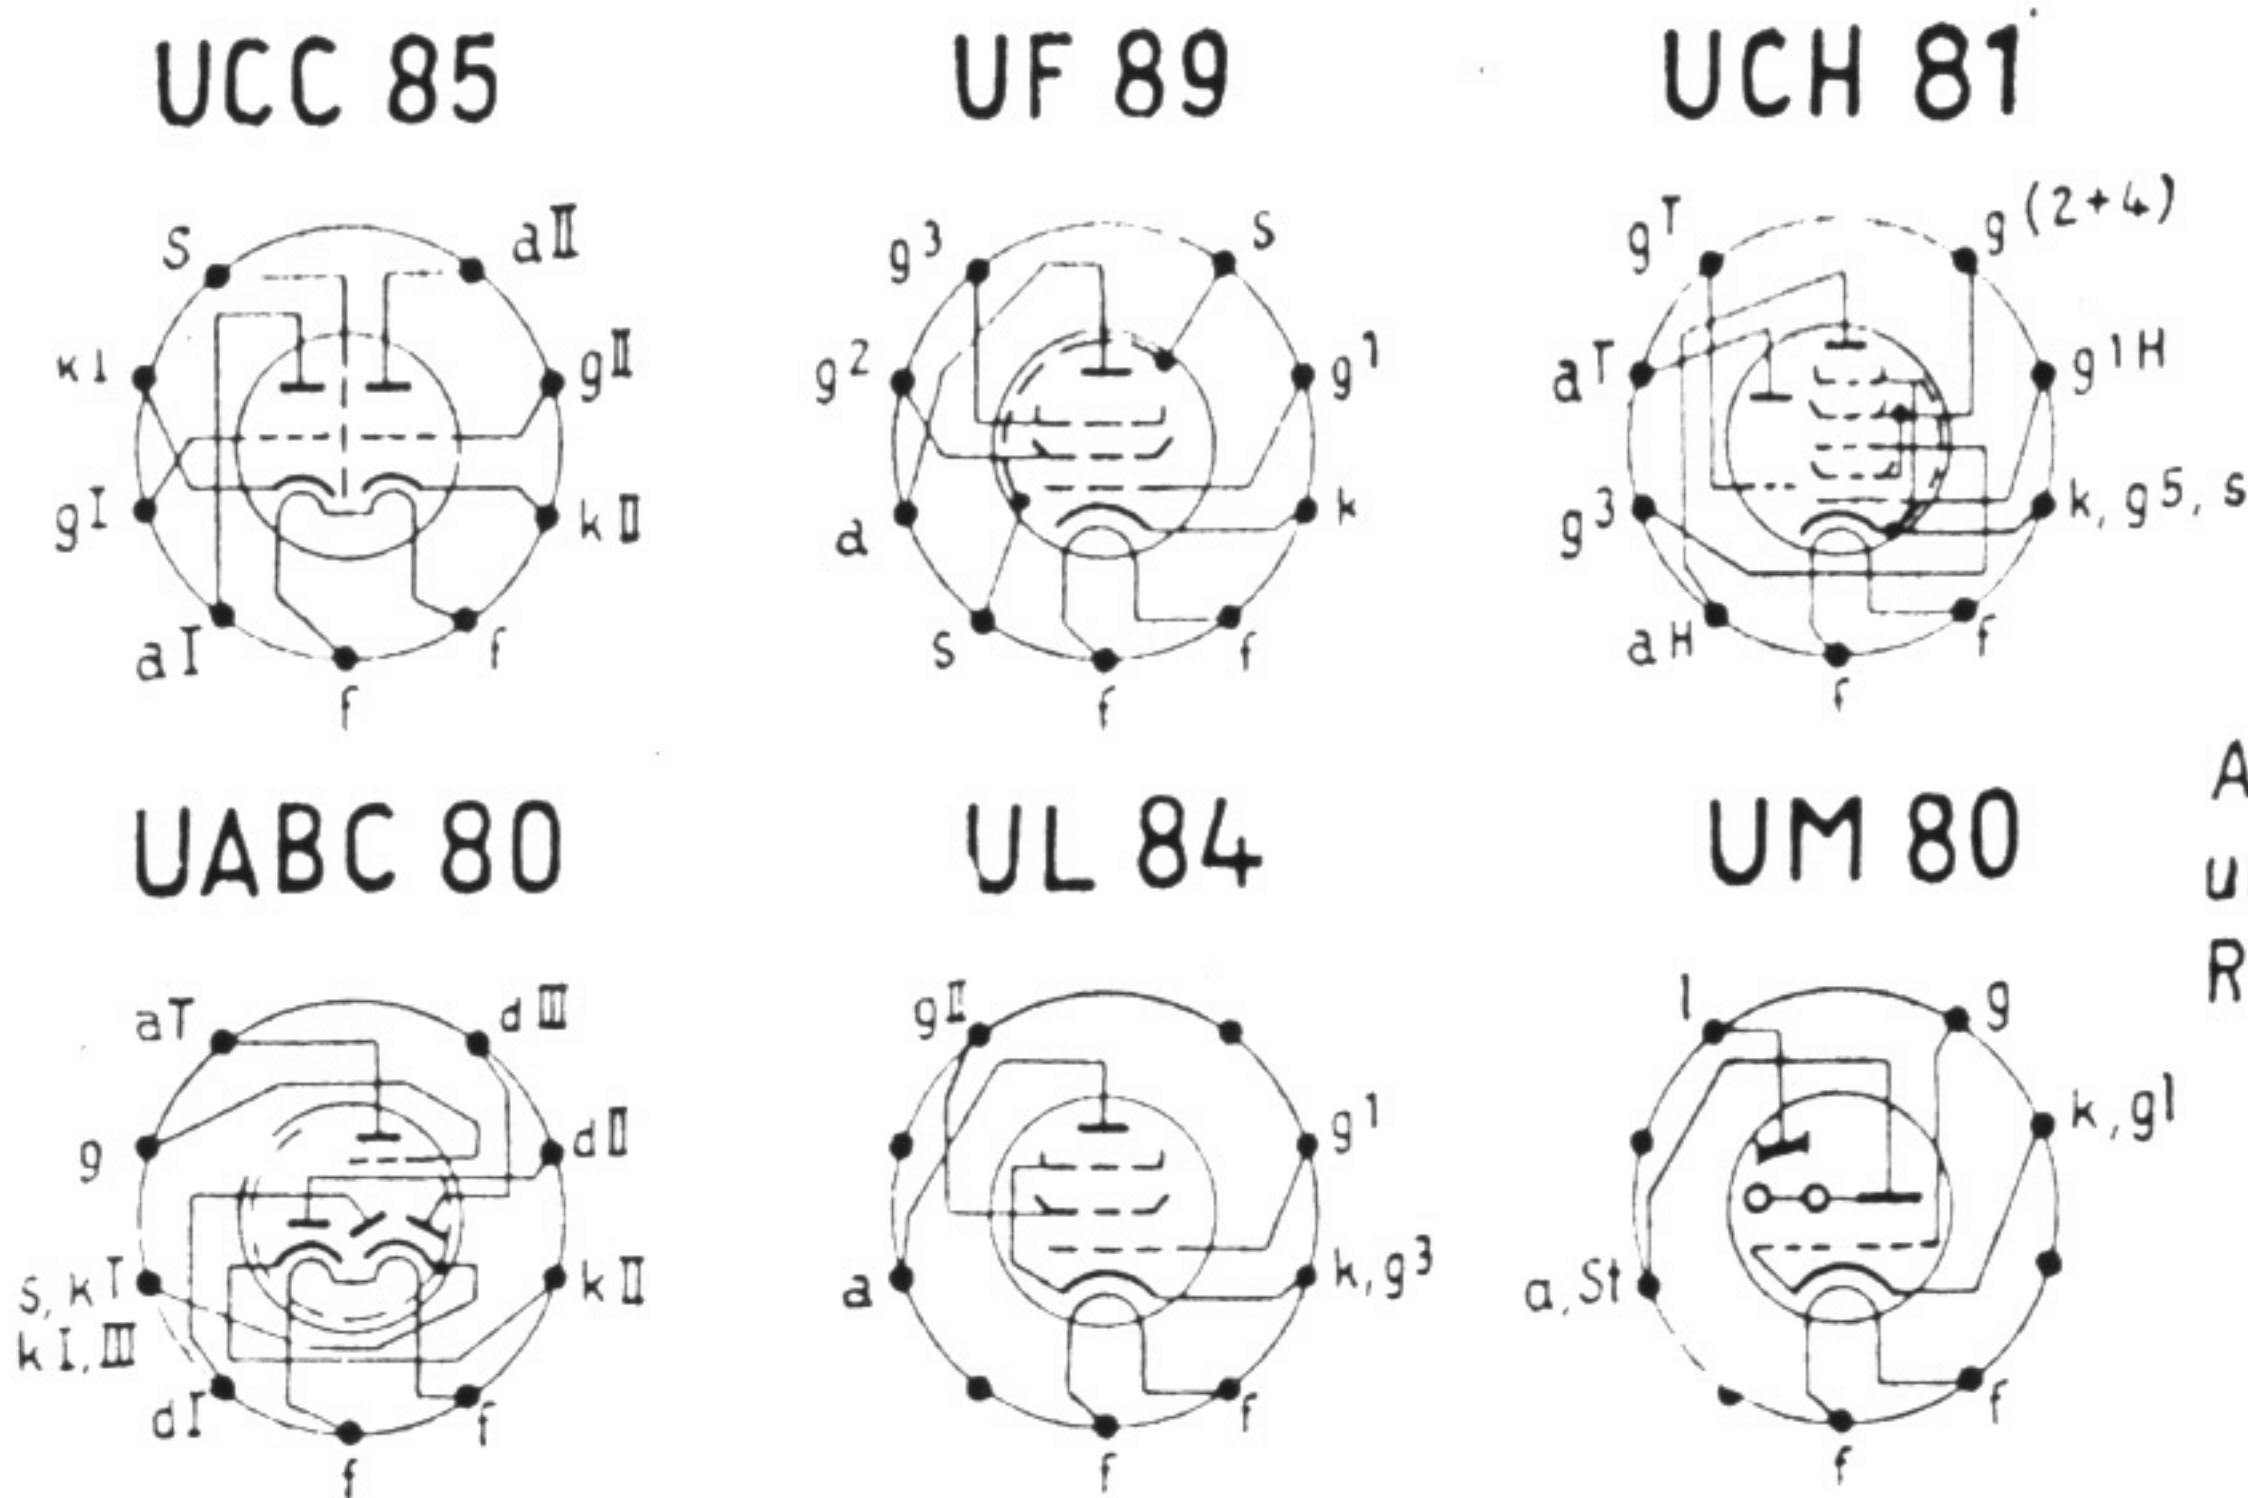 UCC 85 UF 89 UCH 81
S aII g3 s gT g(2+4)
kI gII g2 g1 aT g1H
gI kII a k g3 k, g5, s
aI f s f aH f
f f f
A
UABC 80 UL 84 UM 80
u
R
aT dIII gII l g
g dII g1 k, g1
s, kT kII a k, g3 a, St
kI, III
dI f f f
f f f